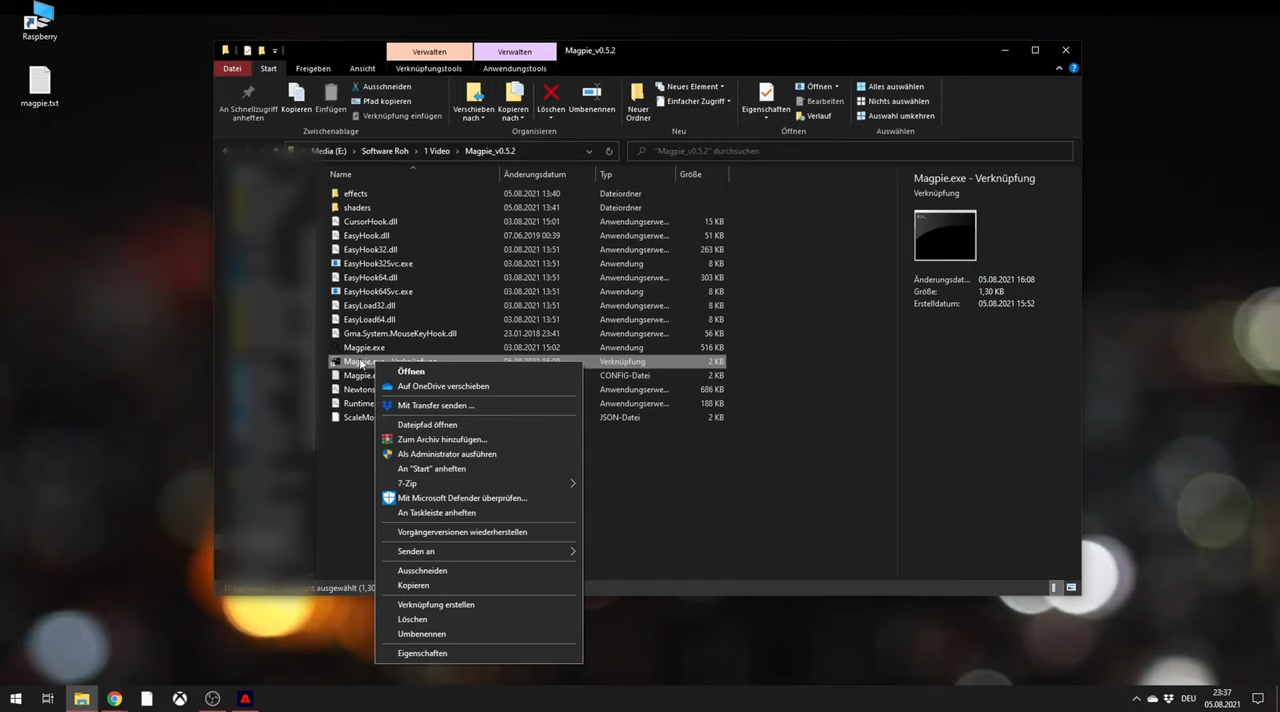 Raspberry
magpie.txt
Verwalten
Verwalten
Magpie_v0.5.2
Datei
Start
Freigeben
Ansicht
Verknüpfungstools
Anwendungstools
An Schnellzugriff
anheften
Kopieren
Einfügen
Ausschneiden
Pfad kopieren
Verknüpfung einfügen
Zwischenablage
Verschieben
nach
Kopieren
nach
Löschen
Umbenennen
Organisieren
Neuer
Ordner
Neues Element
Einfacher Zugriff
Neu
Eigenschaften
Öffnen
Bearbeiten
Verlauf
Öffnen
Alles auswählen
Nichts auswählen
Auswahl umkehren
Auswählen
Media (E:) > Software Roh > 1 Video > Magpie_v0.5.2
"Magpie_v0.5.2" durchsuchen
Name Änderungsdatum Typ Größe
effects 05.08.2021 13:40 Dateiordner
shaders 05.08.2021 13:41 Dateiordner
CursorHook.dll 03.08.2021 15:01 Anwendungserwe... 15 KB
EasyHook.dll 07.06.2019 00:39 Anwendungserwe... 51 KB
EasyHook32.dll 03.08.2021 13:51 Anwendungserwe... 263 KB
EasyHook32Svc.exe 03.08.2021 13:51 Anwendung 8 KB
EasyHook64.dll 03.08.2021 13:51 Anwendungserwe... 303 KB
EasyHook64Svc.exe 03.08.2021 13:51 Anwendung 8 KB
EasyLoad32.dll 03.08.2021 13:51 Anwendungserwe... 8 KB
EasyLoad64.dll 03.08.2021 13:51 Anwendungserwe... 8 KB
Gma.System.MouseKeyHook.dll 23.01.2018 23:41 Anwendungserwe... 56 KB
Magpie.exe 03.08.2021 15:02 Anwendung 516 KB
Verknüpfung 2 KB
Magpie.e CONFIG-Datei 2 KB
Newtons Anwendungserwe... 686 KB
Runtime. Anwendungserwe... 188 KB
ScaleMo JSON-Datei 2 KB
Öffnen
Auf OneDrive verschieben
Mit Transfer senden ...
Dateipfad öffnen
Zum Archiv hinzufügen...
Als Administrator ausführen
An "Start" anheften
7-Zip
Mit Microsoft Defender überprüfen...
An Taskleiste anheften
Vorgängerversionen wiederherstellen
Senden an
Ausschneiden
Kopieren
Verknüpfung erstellen
Löschen
Umbenennen
Eigenschaften
Magpie.exe - Verknüpfung
Verknüpfung
Änderungsdat... 05.08.2021 16:08
Größe: 1,30 KB
Erstelldatum: 05.08.2021 15:52
ausgewählt (1,30
DEU
23:37
05.08.2021